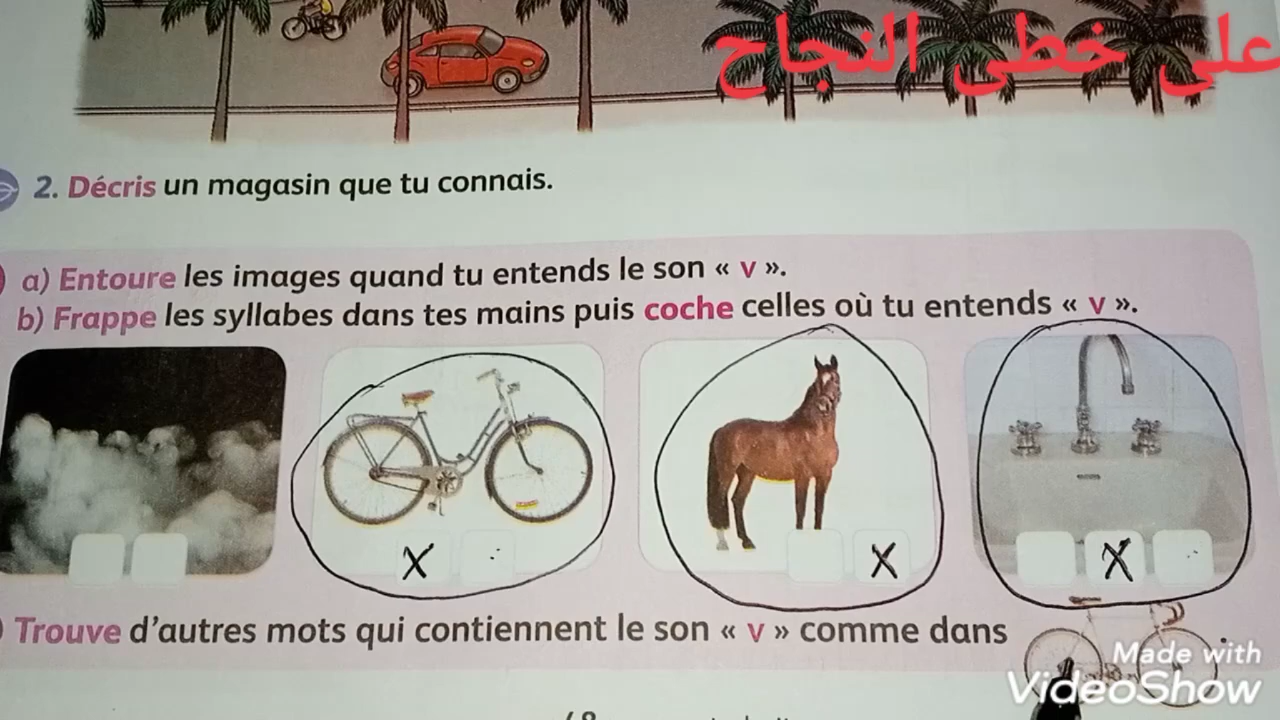 على خطى النجاح
2. Décris un magasin que tu connais.
a) Entoure les images quand tu entends le son « v ».
b) Frappe les syllabes dans tes mains puis coche celles où tu entends « v ».
X X X
Trouve d'autres mots qui contiennent le son « v » comme dans .
Made with
VideoShow